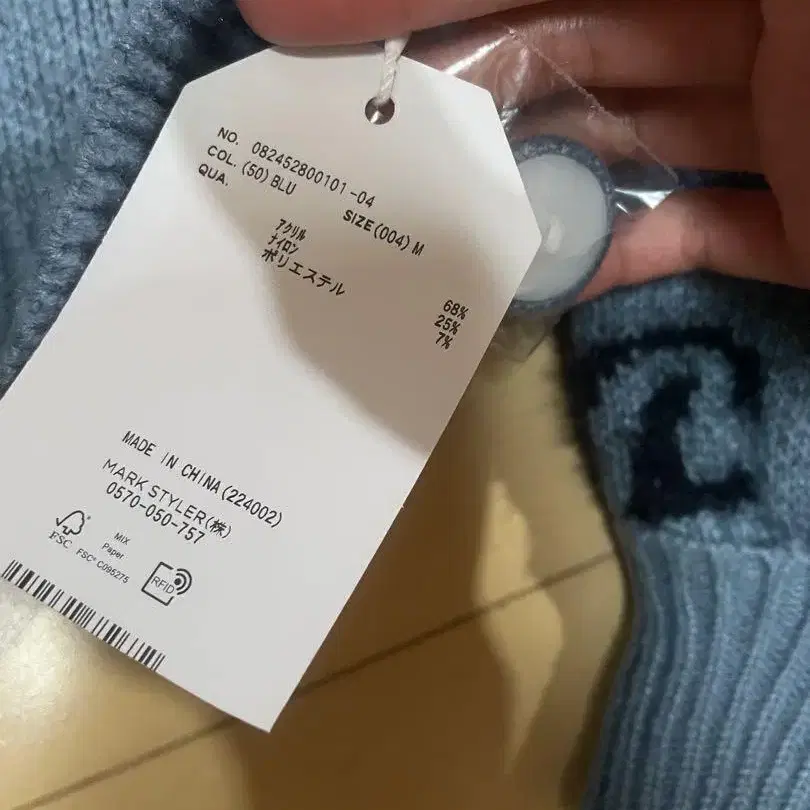 NO. 082452800101-04
COL. (50) BLU SIZE (004) M
QUA.
アクリル 68%
ナイロン 25%
ポリエステル 7%
MADE IN CHINA (224002)
MARK STYLER(株)
0570-050-757
FSC
MIX
Paper
FSC® C095275
RFID